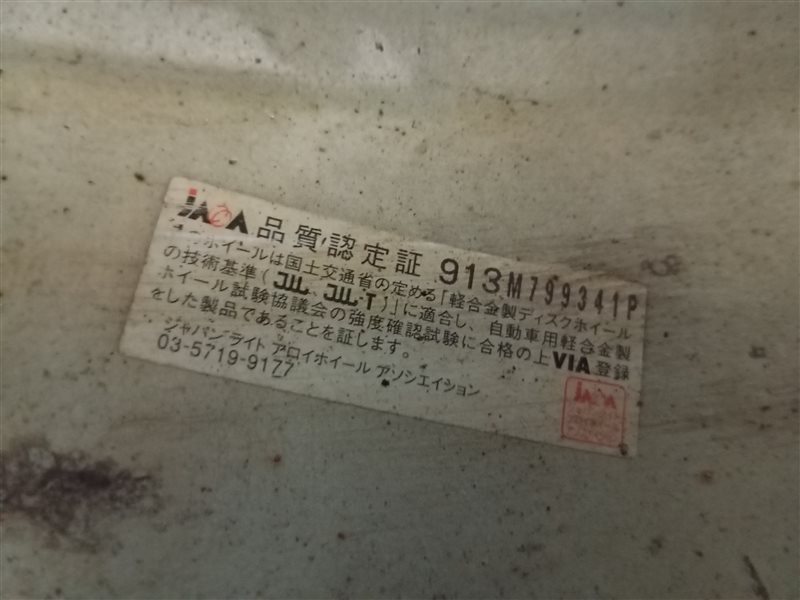 JAWA 品質認定証 913M799341P
このホイールは国土交通省の定める「軽合金製ディスクホイール
の技術基準(JWL、JWL-T)」に適合し、自動車用軽合金製
ホイール試験協議会の強度確認試験に合格の上VIA登録
をした製品であることを証します。
ジャパン ライト アロイホイール アソシエイション
03-5719-9177
JAWA